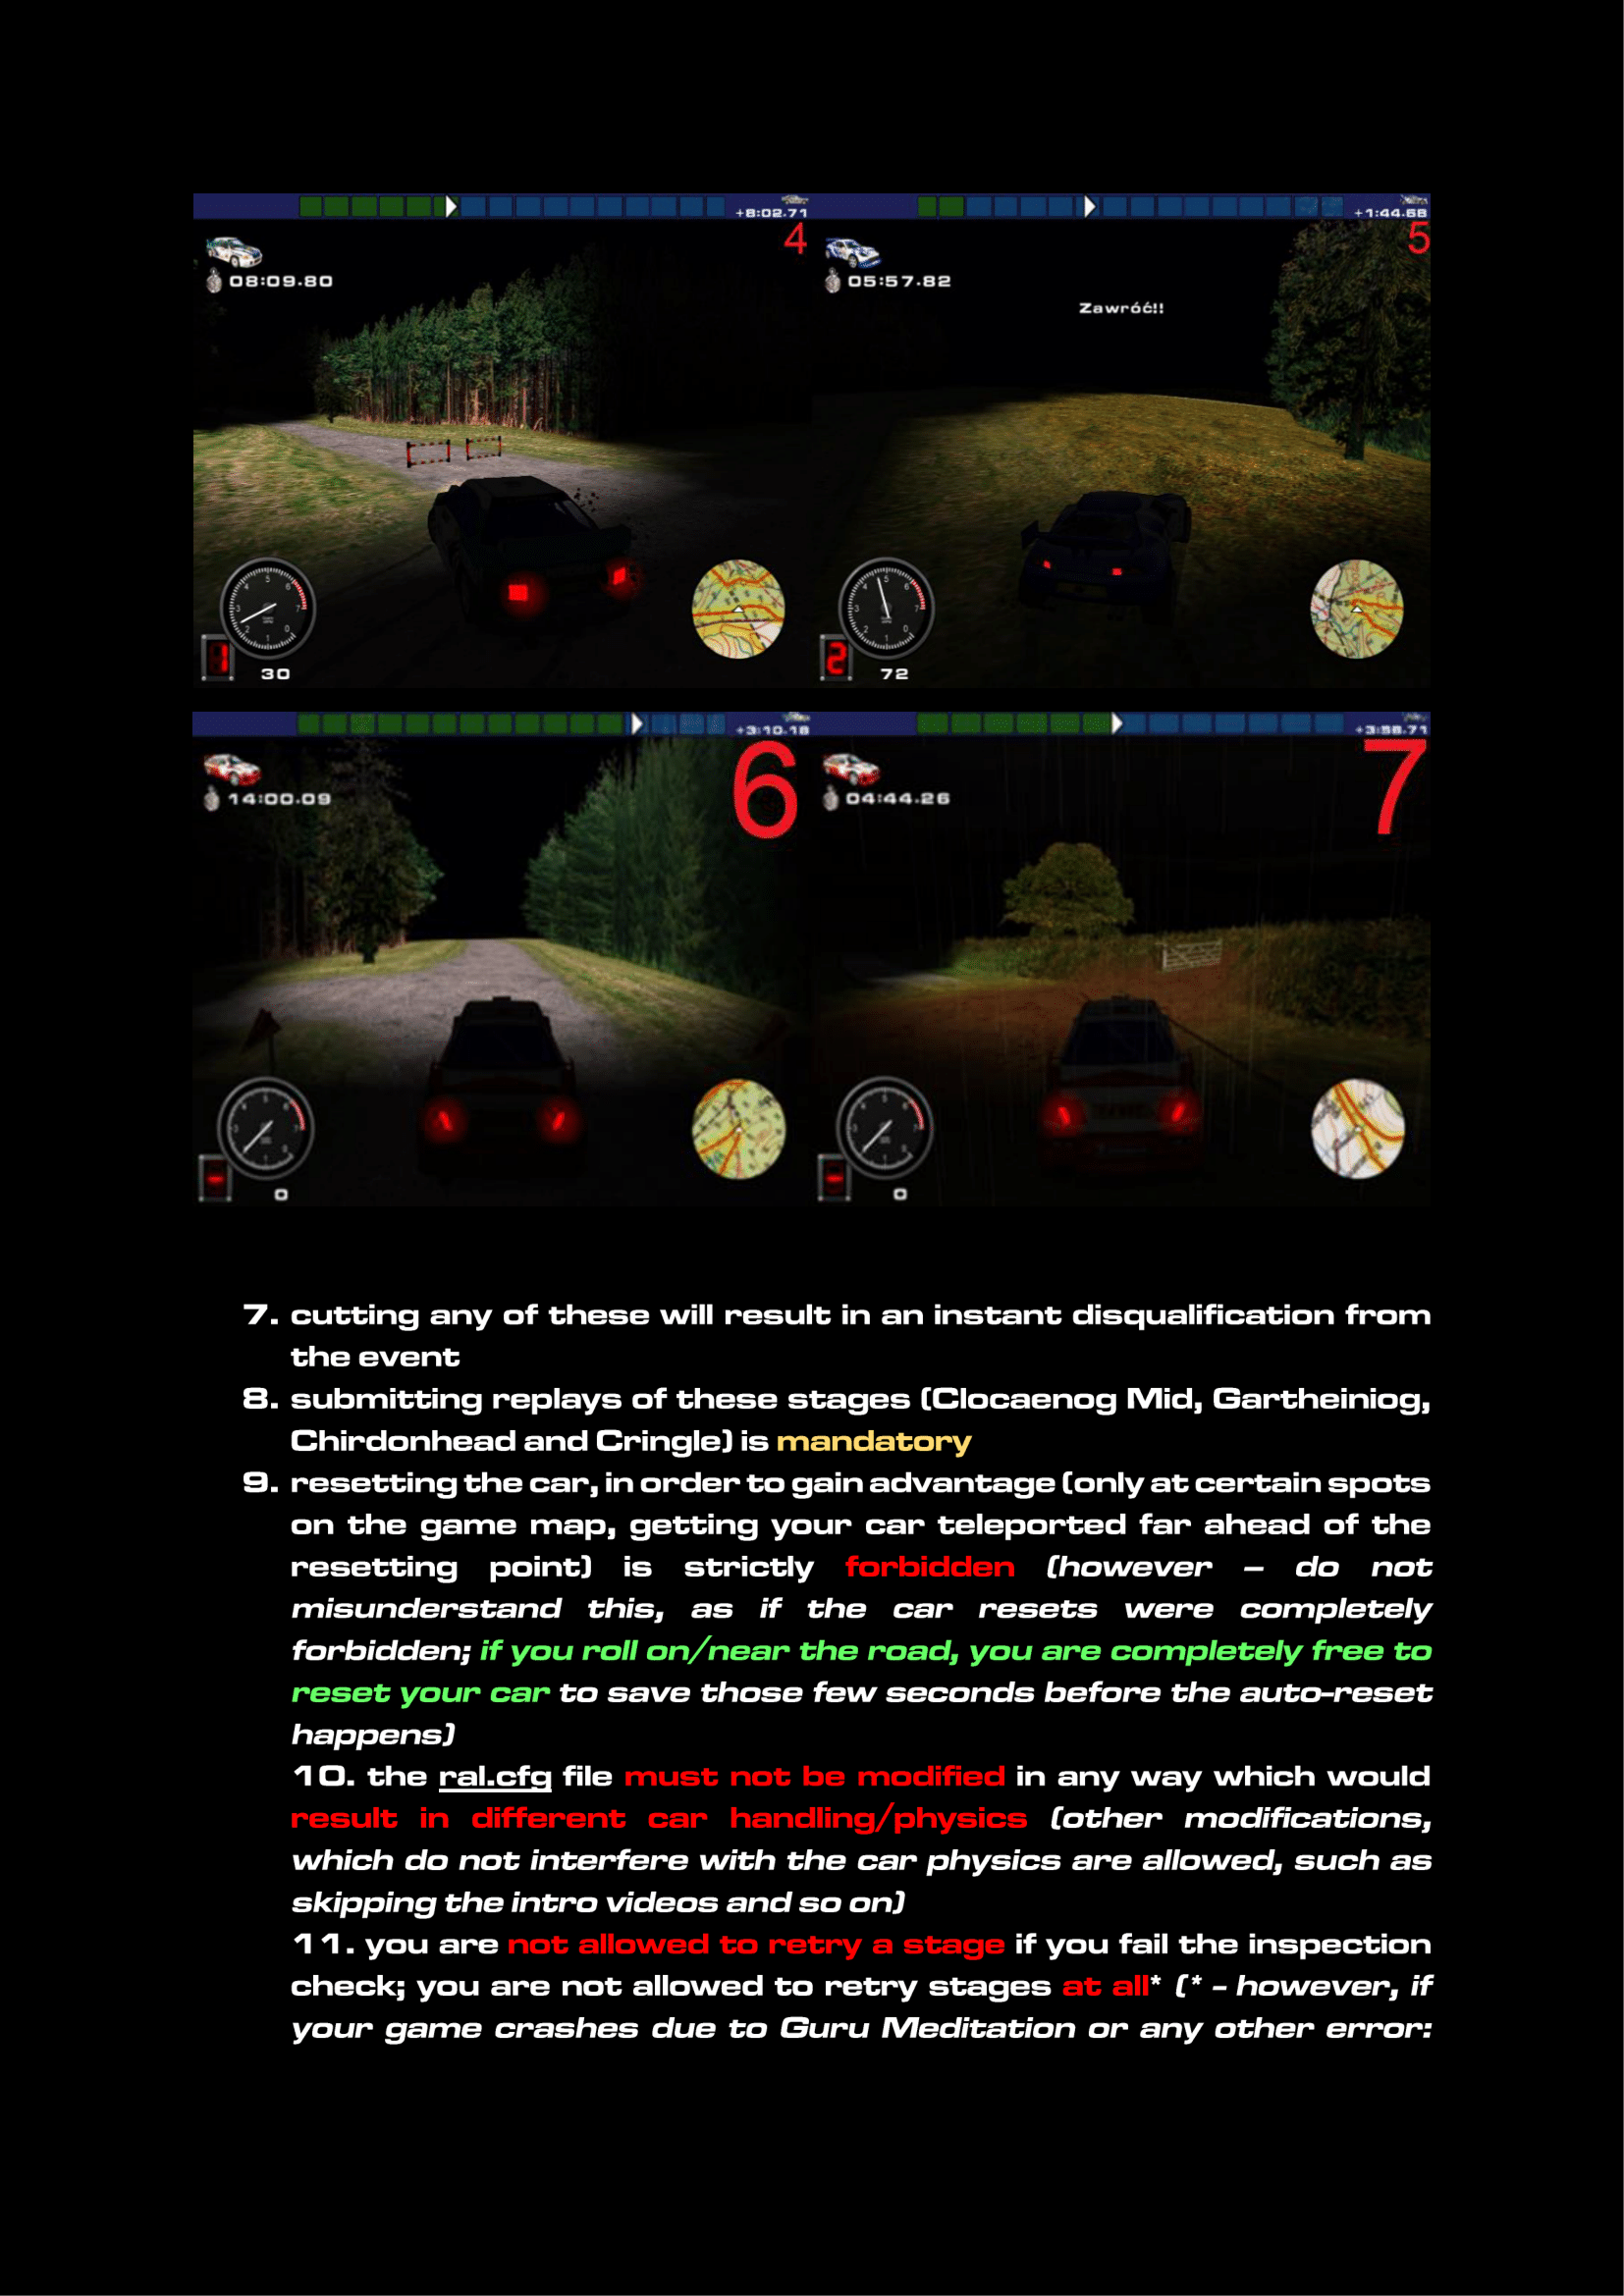 +8:02.71
4
08:09.80
30
+1:44.68
5
05:57.82
Zawróć!!
2
72
+3:10.18
6
14:00.09
0
+3:58.71
7
04:44.26
0
7. cutting any of these will result in an instant disqualification from
the event
8. submitting replays of these stages (Clocaenog Mid, Gartheiniog,
Chirdonhead and Cringle) is mandatory
9. resetting the car, in order to gain advantage (only at certain spots
on the game map, getting your car teleported far ahead of the
resetting point) is strictly forbidden (however – do not
misunderstand this, as if the car resets were completely
forbidden; if you roll on/near the road, you are completely free to
reset your car to save those few seconds before the auto-reset
happens)
10. the ral.cfg file must not be modified in any way which would
result in different car handling/physics (other modifications,
which do not interfere with the car physics are allowed, such as
skipping the intro videos and so on)
11. you are not allowed to retry a stage if you fail the inspection
check; you are not allowed to retry stages at all* (* – however, if
your game crashes due to Guru Meditation or any other error: